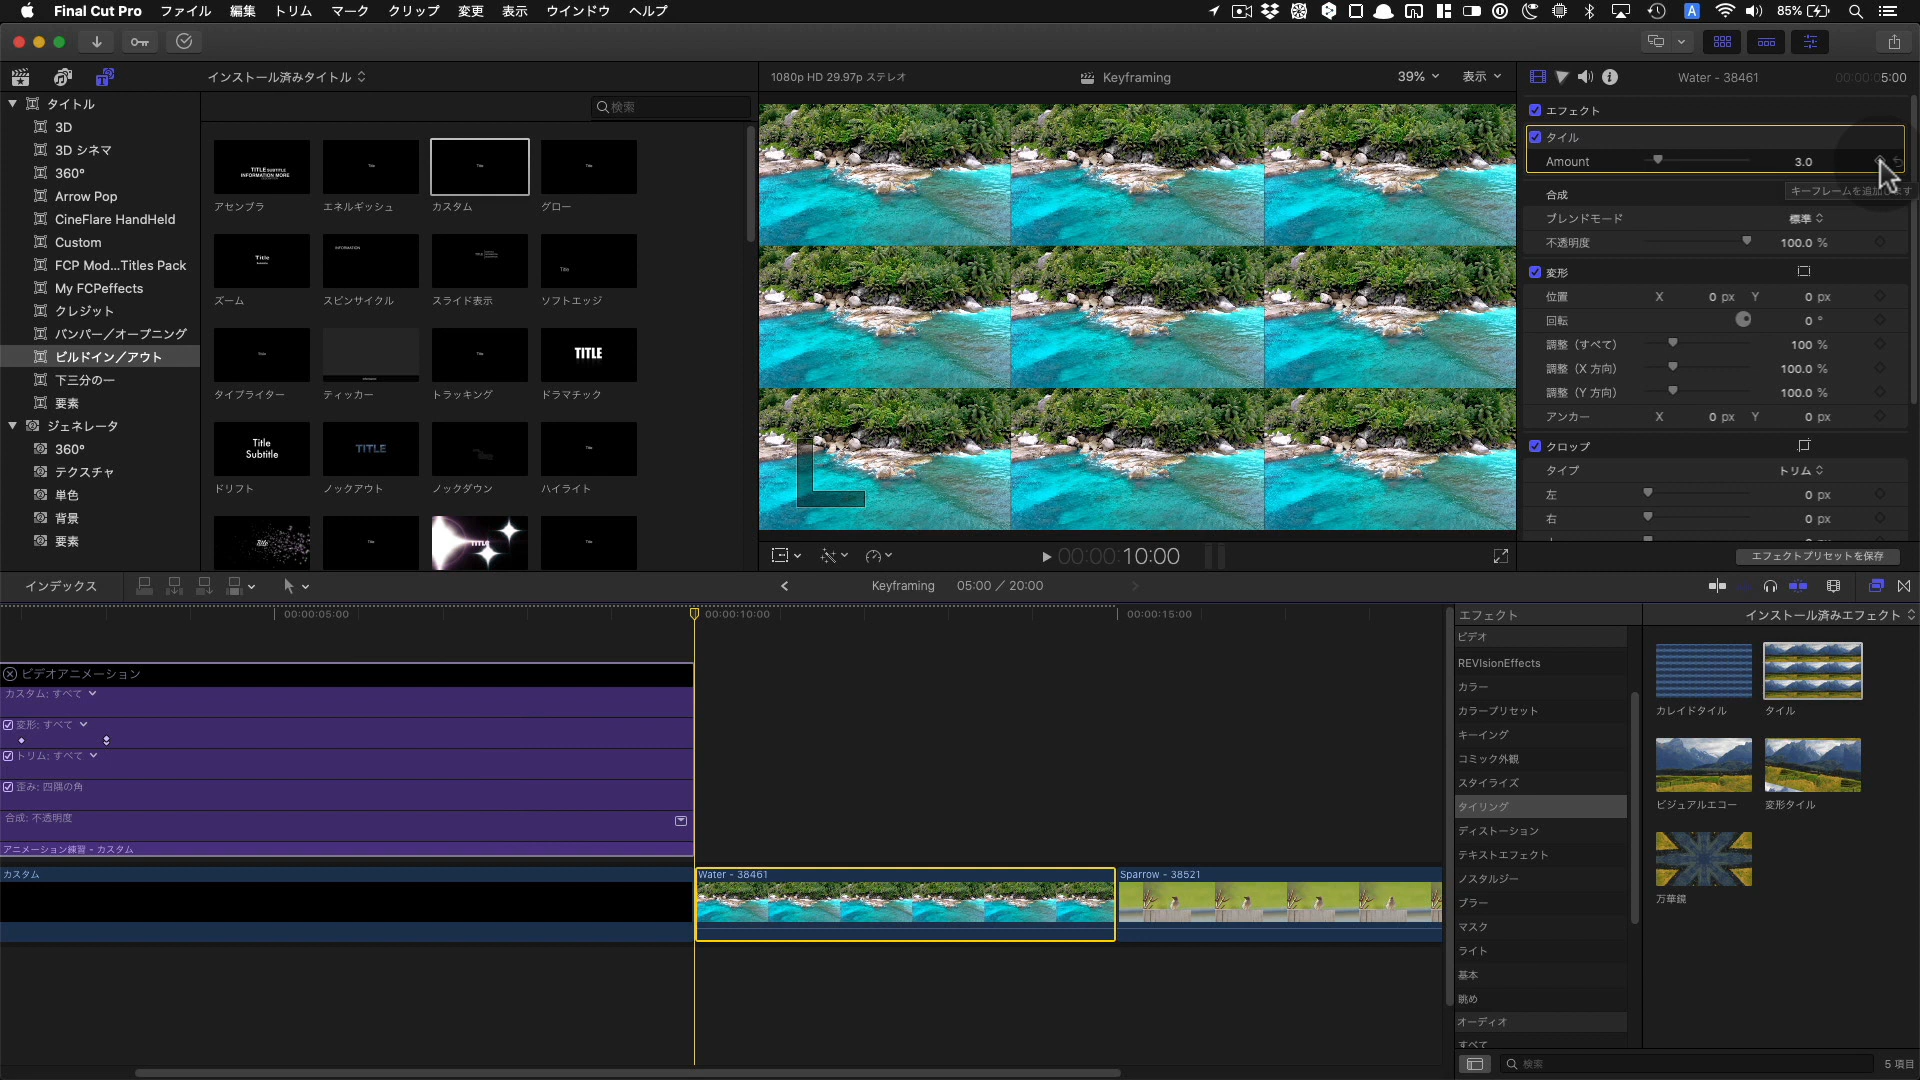 Final Cut Pro ファイル 編集 トリム マーク クリップ 変更 表示 ウインドウ ヘルプ
A 85%
インストール済みタイトル
1080p HD 29.97p ステレオ
Keyframing
39%
表示
Water - 38461
00:00:05:00
タイトル
3D
3D シネマ
360°
Arrow Pop
CineFlare HandHeld
Custom
FCP Mod...Titles Pack
My FCPeffects
クレジット
バンパー／オープニング
ビルドイン／アウト
下三分の一
要素
ジェネレータ
360°
テクスチャ
単色
背景
要素
検索
アセンブラ
エネルギッシュ
カスタム
グロー
ズーム
スピンサイクル
スライド表示
ソフトエッジ
タイプライター
ティッカー
トラッキング
TITLE
ドラマチック
Title
Subtitle
ドリフト
TITLE
ノックアウト
ノックダウン
ハイライト
エフェクト
タイル
Amount 3.0
キーフレームを追加します
合成
ブレンドモード 標準
不透明度 100.0 %
変形
位置 X 0 px Y 0 px
回転 0 °
調整（すべて） 100 %
調整（X 方向） 100.0 %
調整（Y 方向） 100.0 %
アンカー X 0 px Y 0 px
クロップ
タイプ トリム
左 0 px
右 0 px
エフェクトプリセットを保存
00:00:10:00
インデックス
Keyframing 05:00 ／ 20:00
00:00:05:00
00:00:10:00
00:00:15:00
ビデオアニメーション
カスタム: すべて
変形: すべて
トリム: すべて
歪み: 四隅の角
合成: 不透明度
アニメーション練習 - カスタム
カスタム
Water - 38461
Sparrow - 38521
エフェクト
インストール済みエフェクト
ビデオ
REVIsionEffects
カラー
カラープリセット
キーイング
コミック外観
スタイライズ
タイリング
ディストーション
テキストエフェクト
ノスタルジー
ブラー
マスク
ライト
基本
眺め
オーディオ
すべて
カレイドタイル
タイル
ビジュアルエコー
変形タイル
万華鏡
検索
5 項目